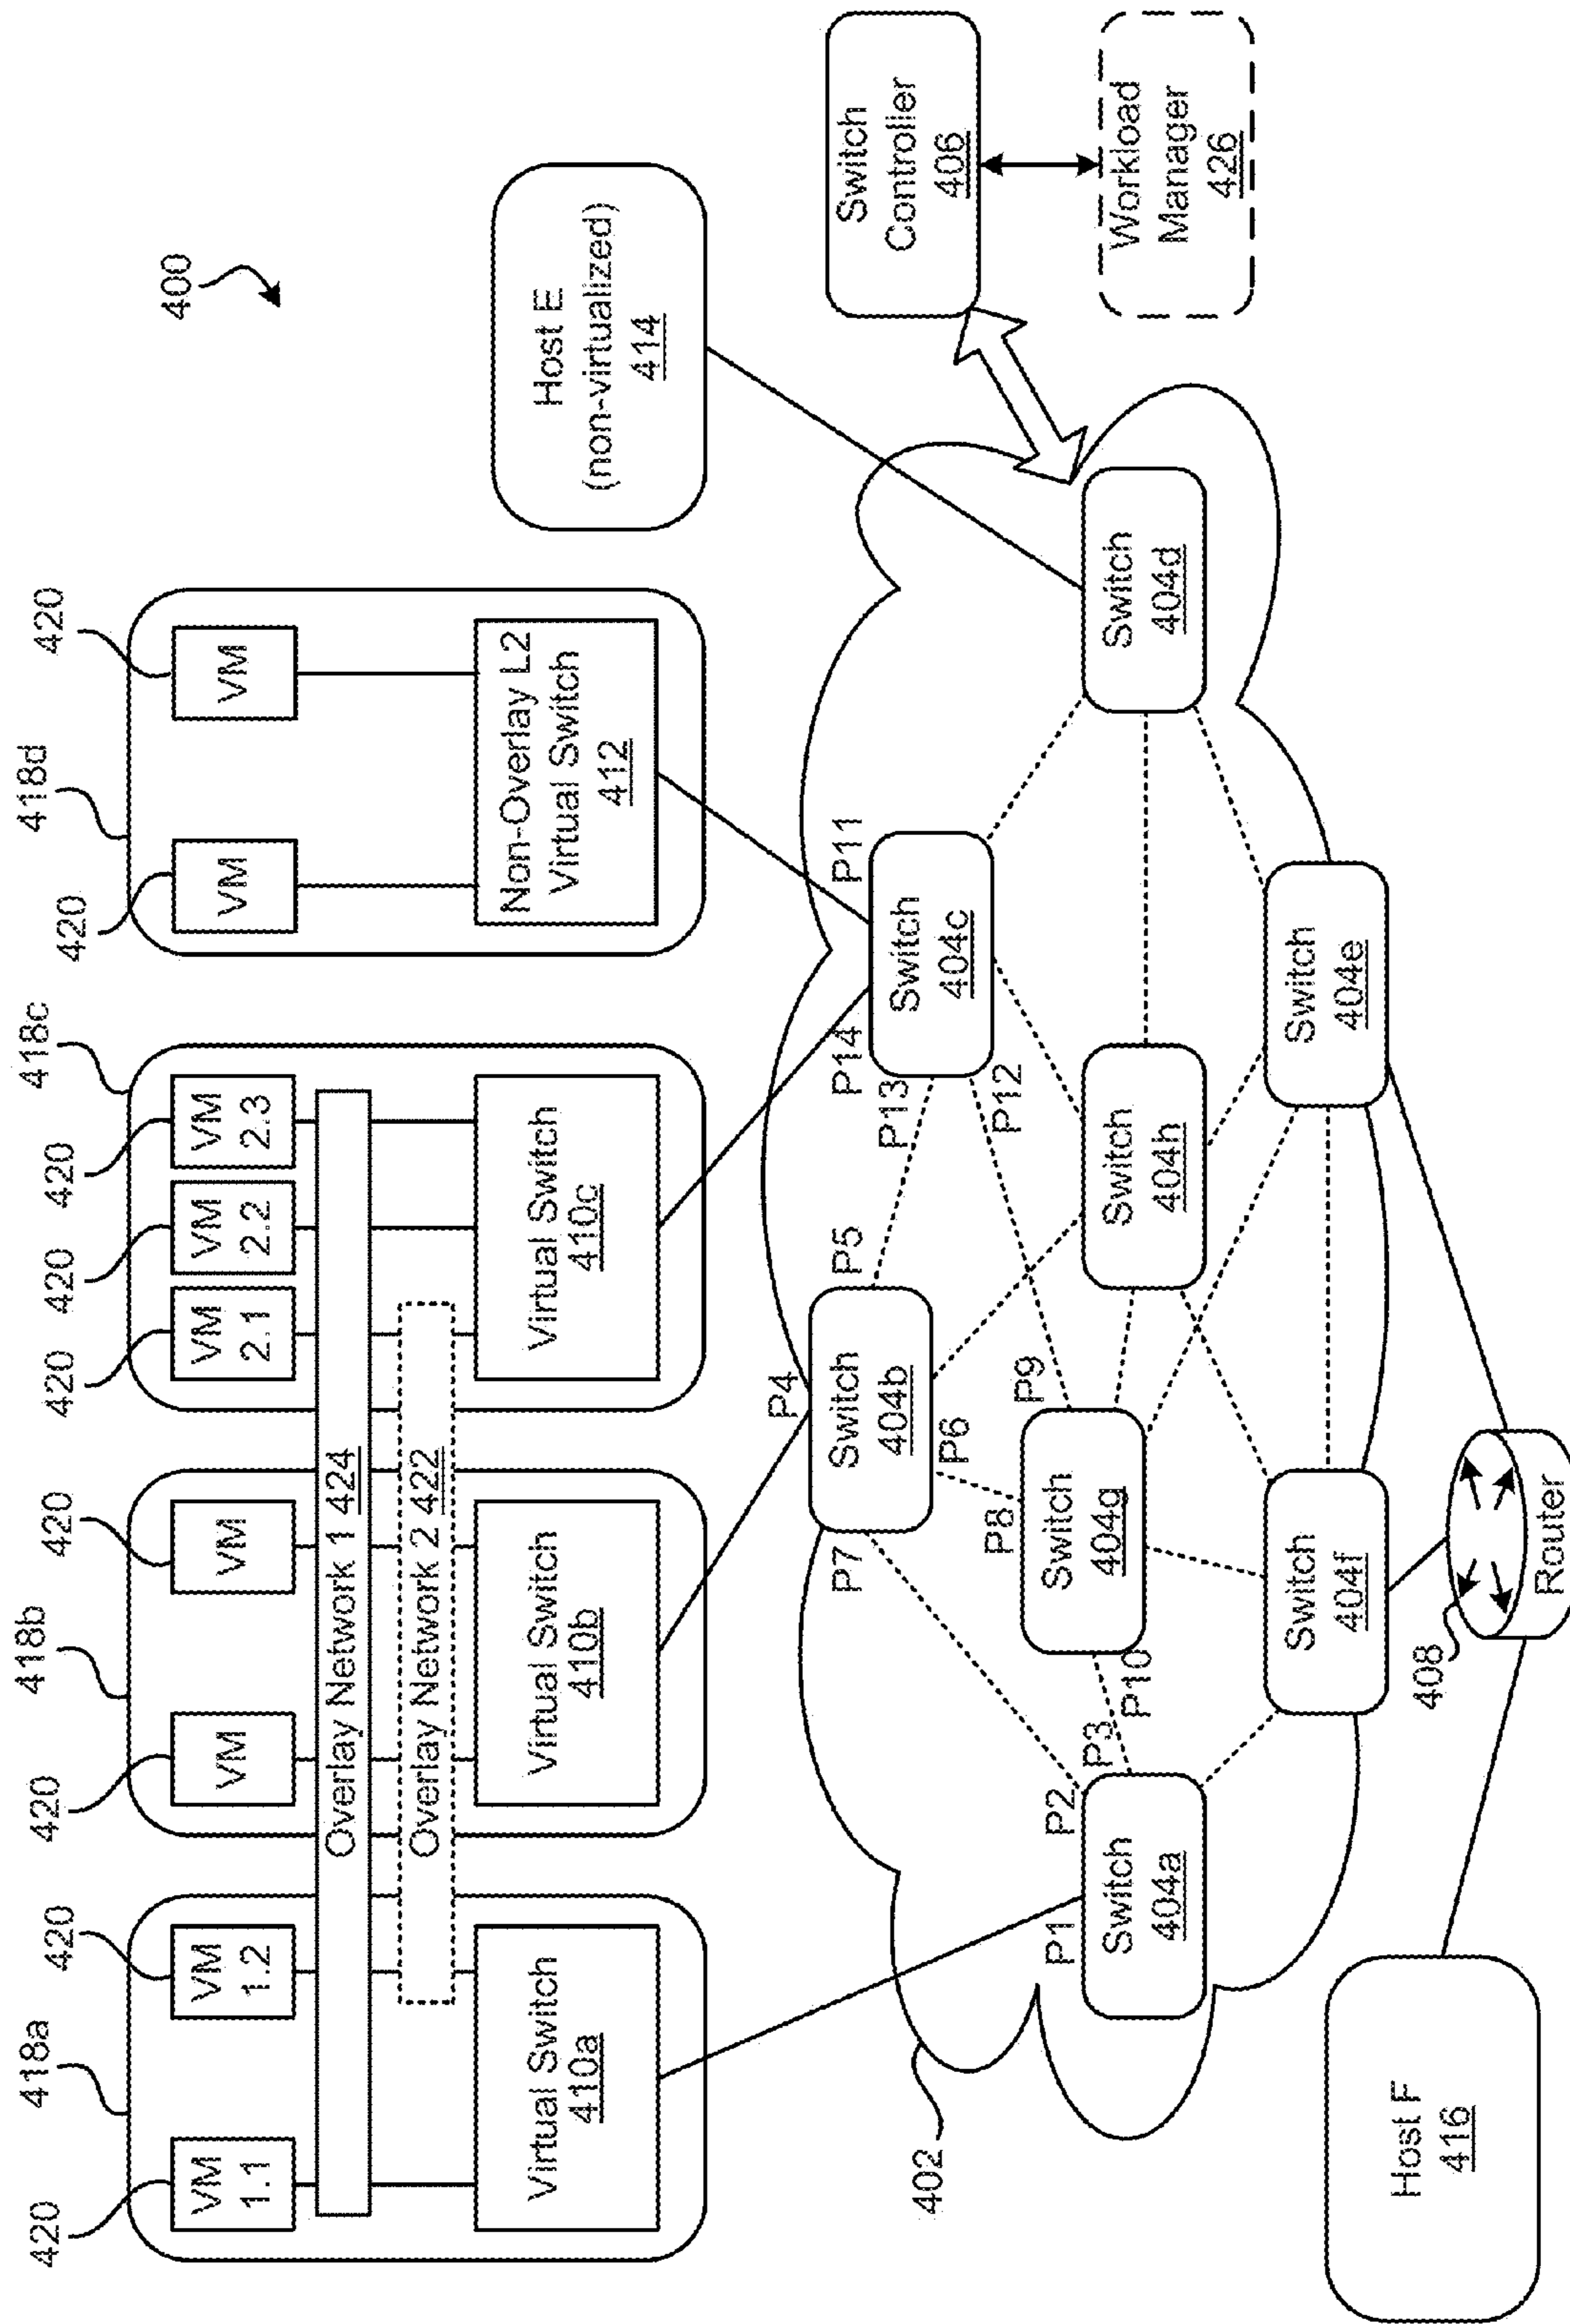 400
418a
418b
418c
418d
420
420
420
420
420
420
420
420
420
VM
1.1
VM
1.2
VM
VM
VM
2.1
VM
2.2
VM
2.3
VM
VM
Overlay Network 1 424
Overlay Network 2 422
Virtual Switch
410a
Virtual Switch
410b
Virtual Switch
410c
Non-Overlay L2
Virtual Switch
412
Host E
(non-virtualized)
414
Switch
Controller
406
Workload
Manager
426
402
P4
Switch
404b
P5
P6
P7
P14
P11
Switch
404c
P13
P12
P8
P9
Switch
404g
P10
P1
P2
P3
Switch
404a
Switch
404h
Switch
404d
Switch
404f
Switch
404e
408
Router
Host F
416